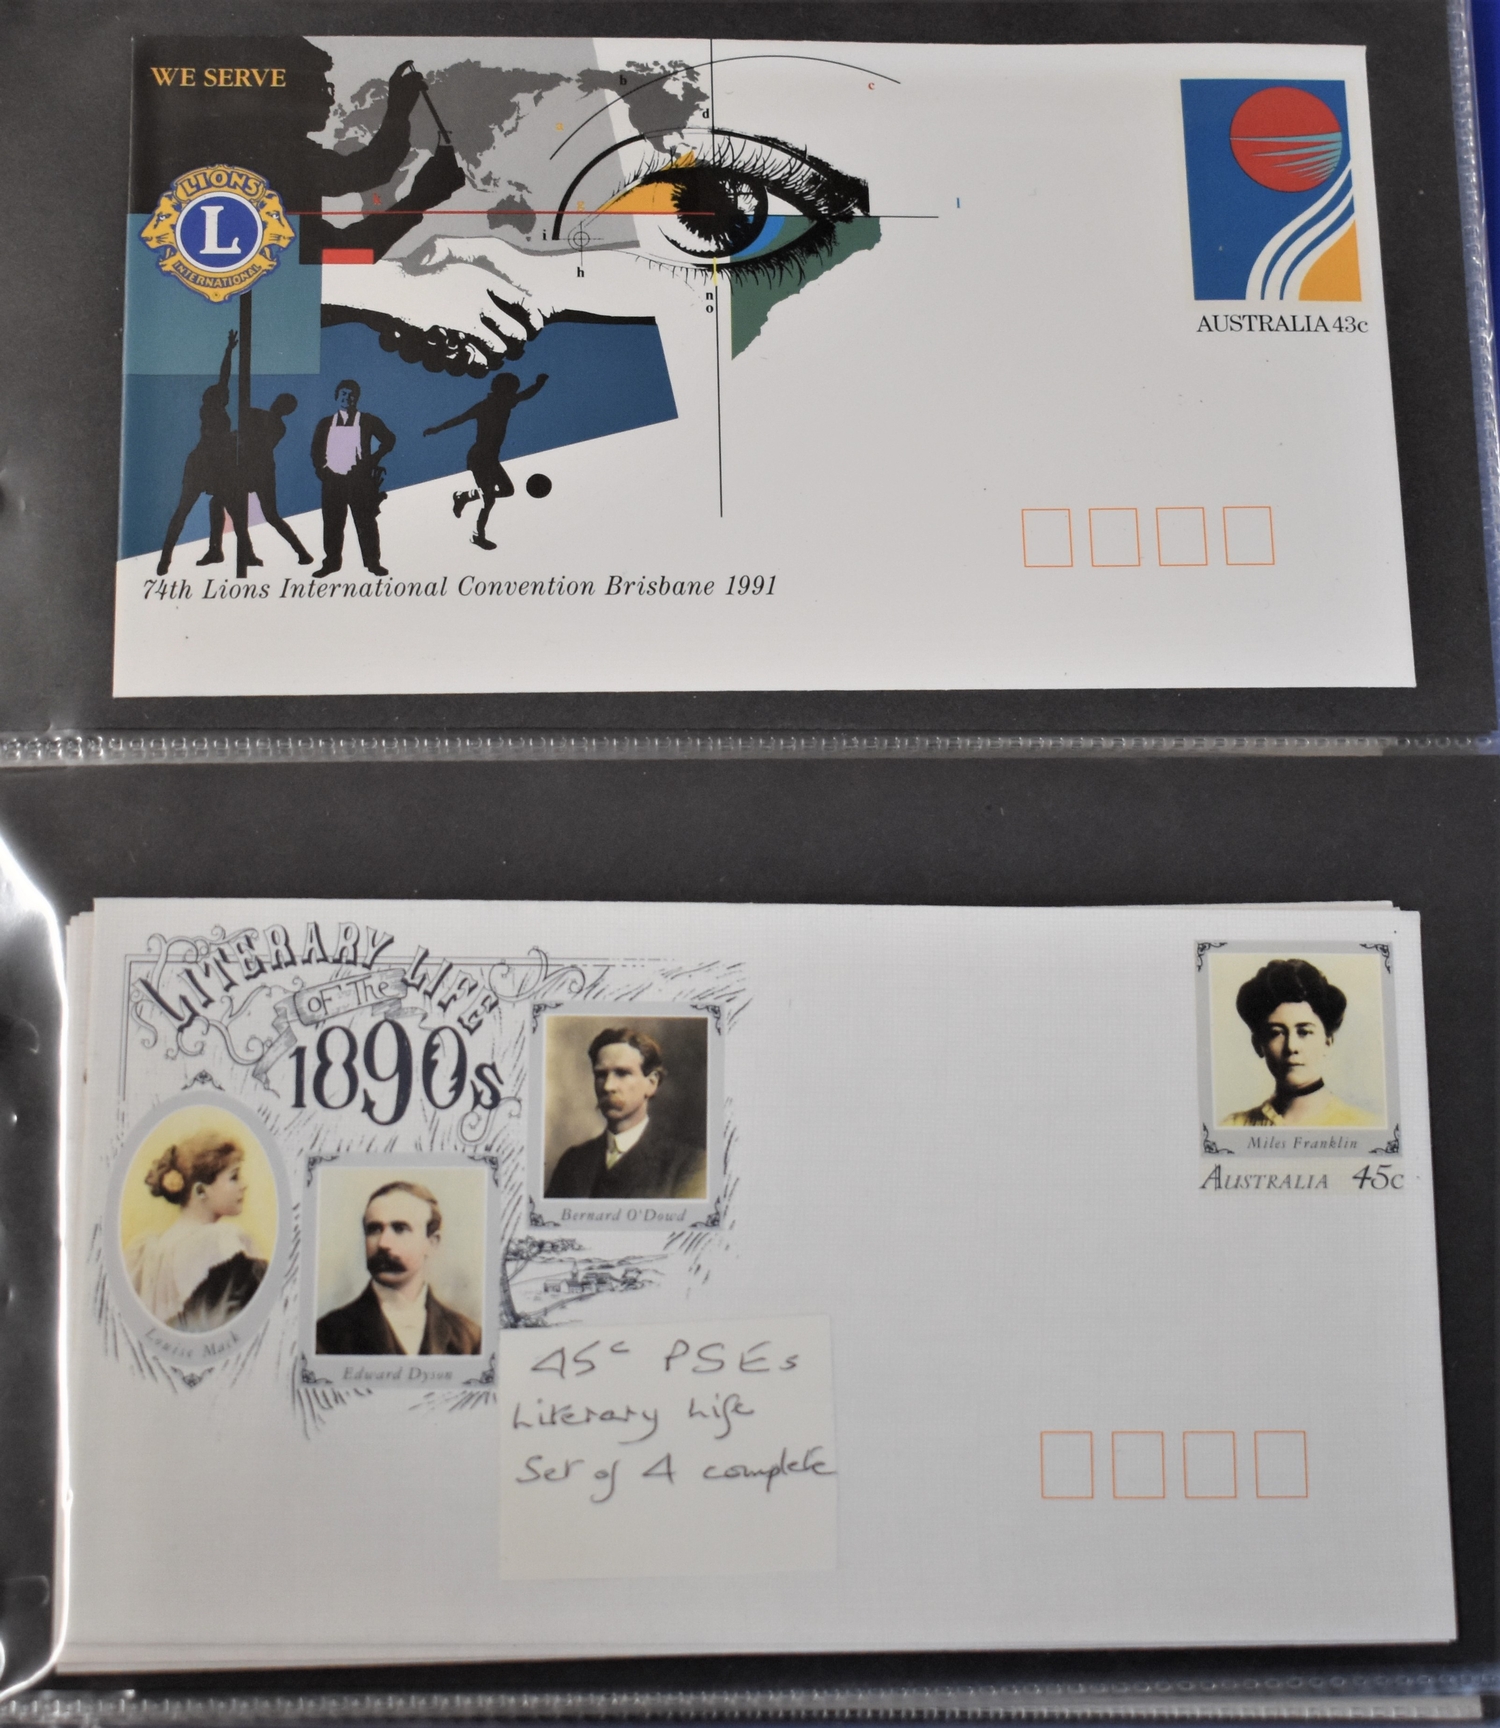 WE SERVE
LIONS
L
INTERNATIONAL
b
c
d
a
k
g
l
i
h
n
o
AUSTRALIA 43c
74th Lions International Convention Brisbane 1991
LITERARY LIFE
OF The
1890s
Bernard O'Dowd
Miles Franklin
AUSTRALIA 45c
Louise Mack
Edward Dyson
45c PSEs
Literary Life
Set of 4 complete